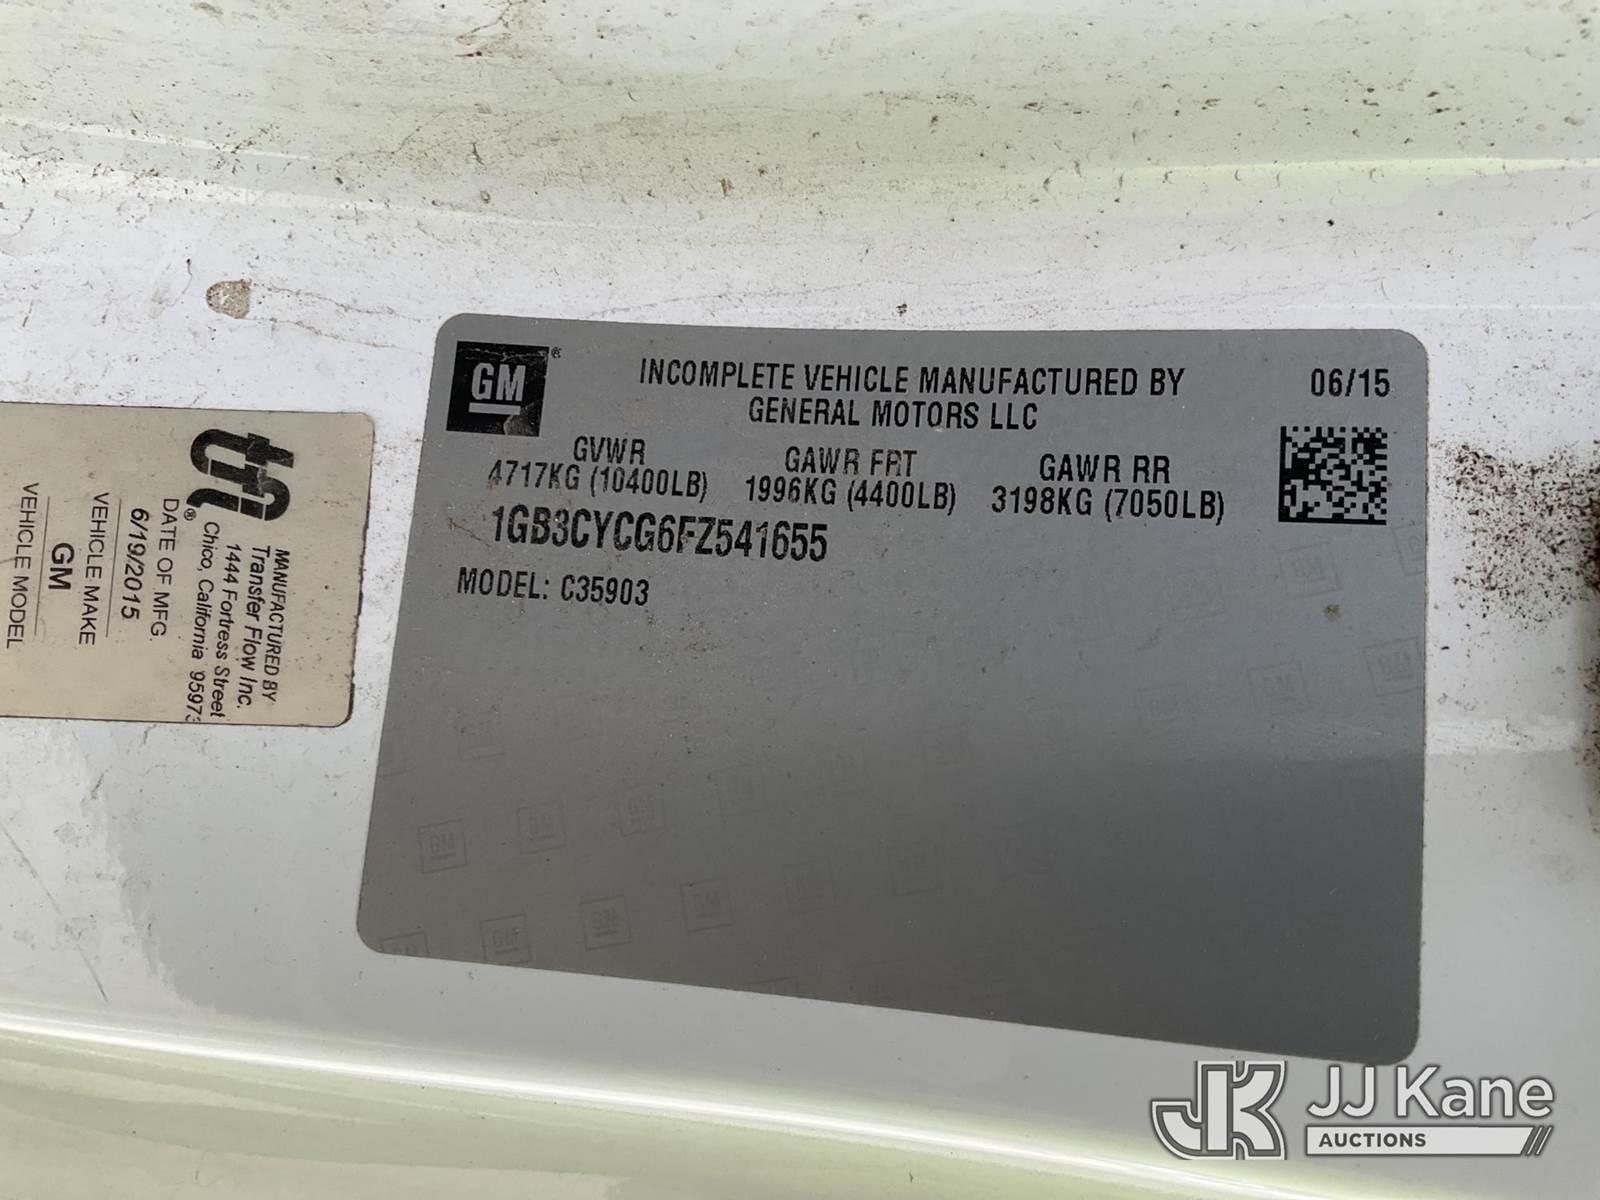 GM ®
INCOMPLETE VEHICLE MANUFACTURED BY
GENERAL MOTORS LLC
06/15
GVWR
4717KG (10400LB)
GAWR FRT
1996KG (4400LB)
GAWR RR
3198KG (7050LB)
1GB3CYCG6FZ541655
MODEL: C35903
MANUFACTURED BY
Transfer Flow Inc.
1444 Fortress Street
Chico, California 95973
®
DATE OF MFG.
6/19/2015
VEHICLE MAKE
GM
VEHICLE MODEL
JJ Kane
AUCTIONS